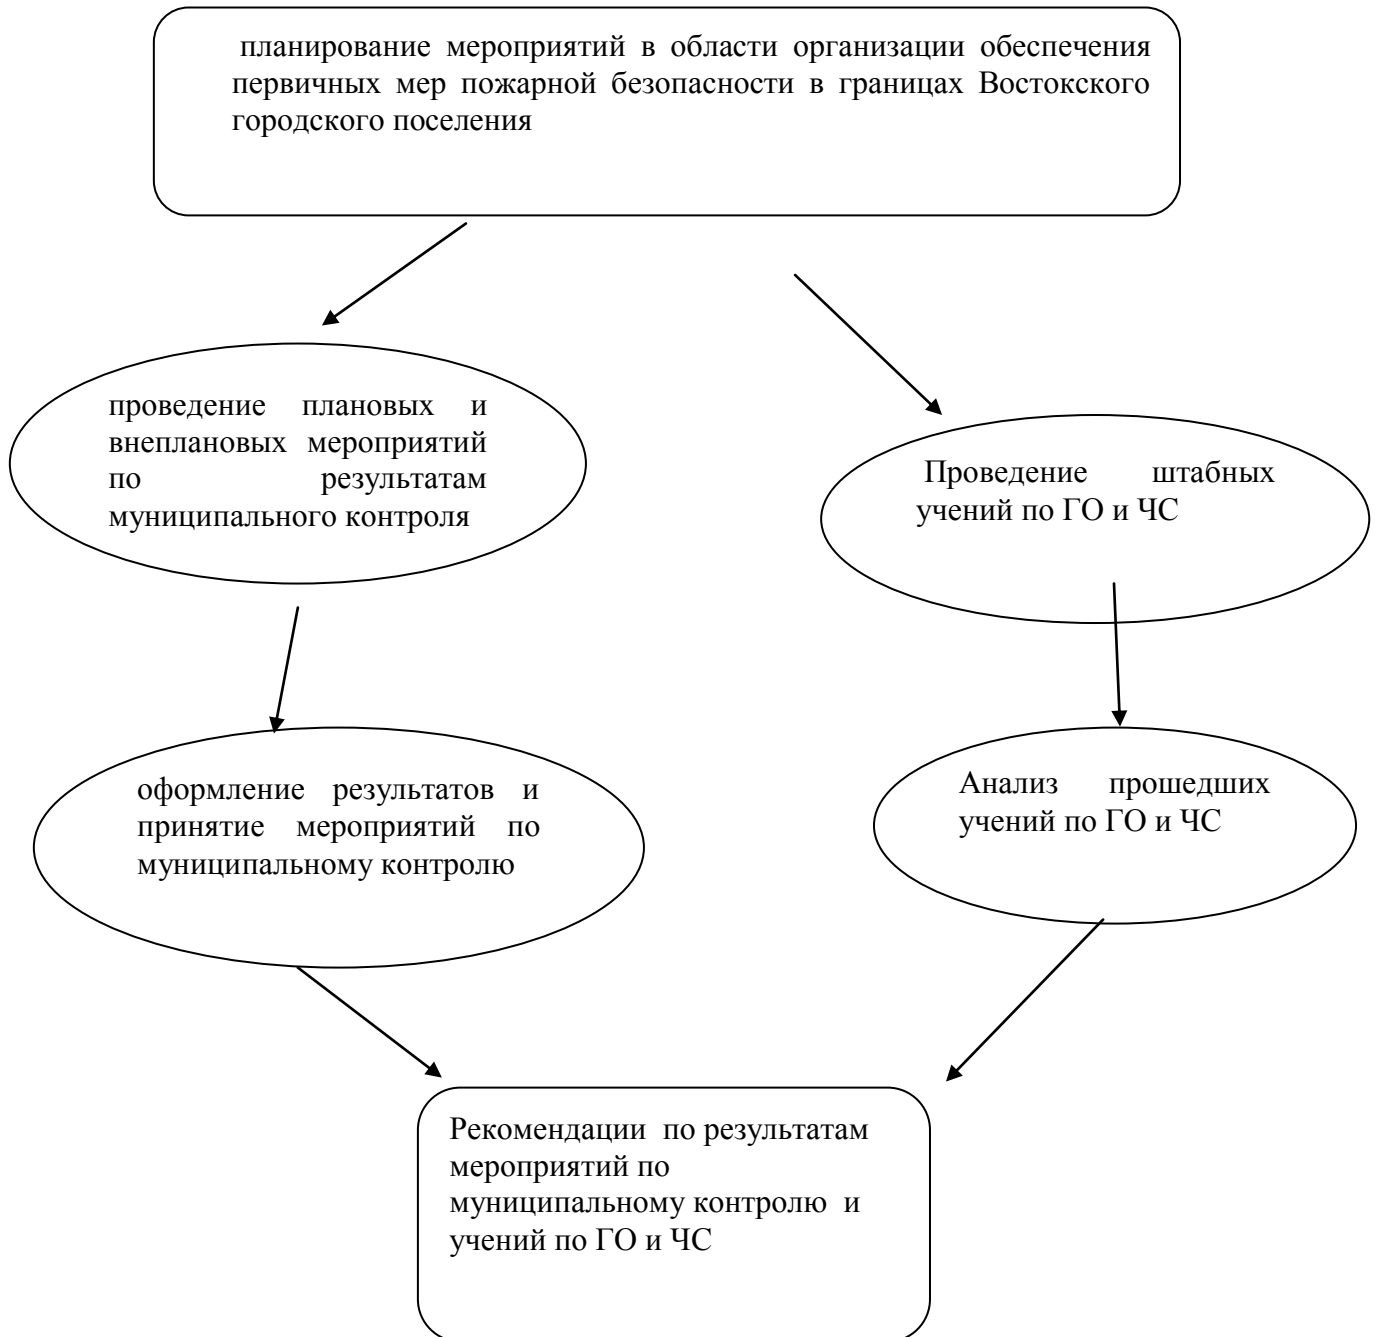 планирование мероприятий в области организации обеспечения
первичных мер пожарной безопасности в границах Востокского
городского поселения
проведение плановых и
внеплановых мероприятий
по результатам
муниципального контроля
Проведение штабных
учений по ГО и ЧС
оформление результатов и
принятие мероприятий по
муниципальному контролю
Анализ прошедших
учений по ГО и ЧС
Рекомендации по результатам
мероприятий по
муниципальному контролю и
учений по ГО и ЧС